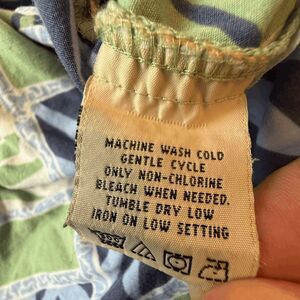 MACHINE WASH COLD
GENTLE CYCLE
ONLY NON-CHLORINE
BLEACH WHEN NEEDED.
TUMBLE DRY LOW
IRON ON LOW SETTING